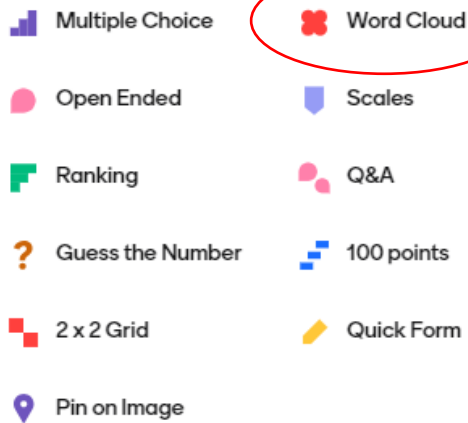 Multiple Choice
Word Cloud
Open Ended
Scales
Ranking
Q&A
Guess the Number
100 points
2 x 2 Grid
Quick Form
Pin on Image